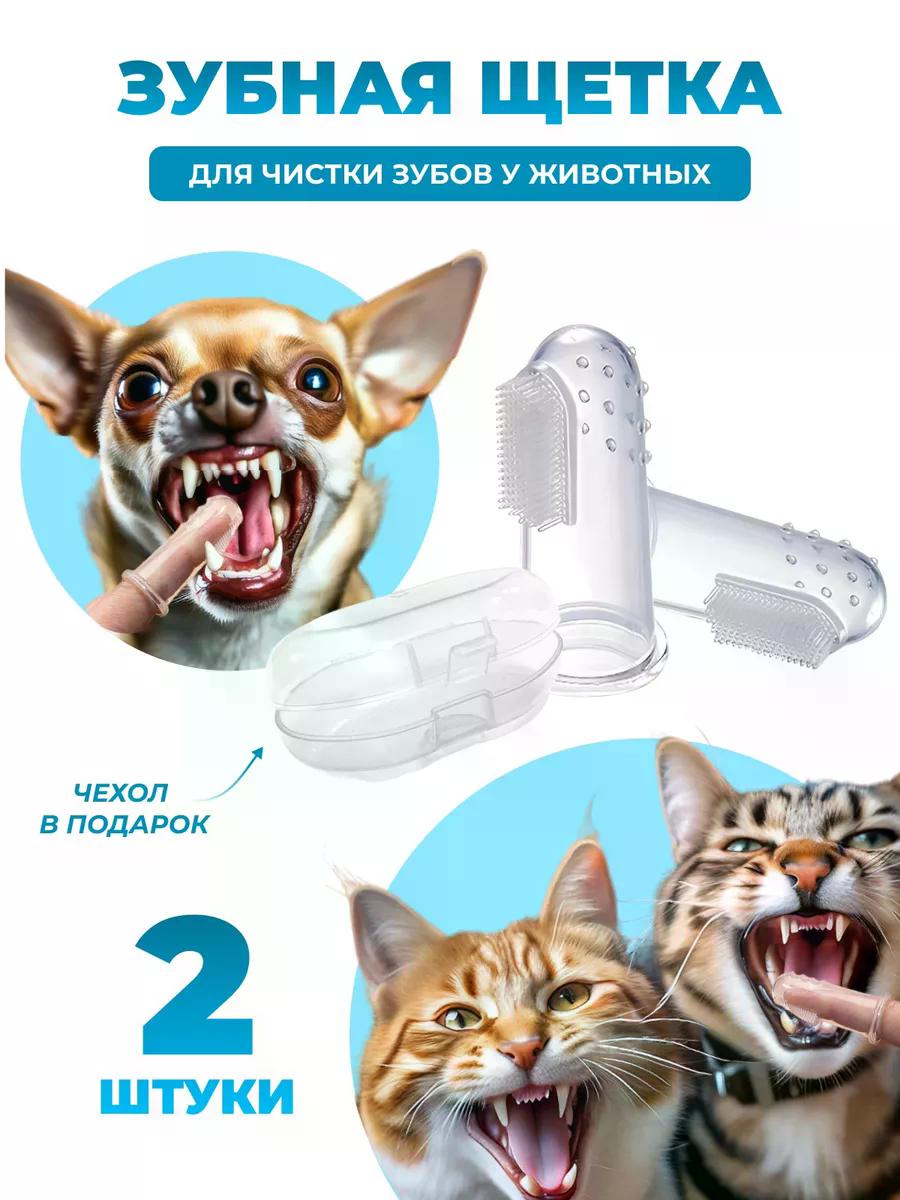 ЗУБНАЯ ЩЕТКА
ДЛЯ ЧИСТКИ ЗУБОВ У ЖИВОТНЫХ
ЧЕХОЛ
В ПОДАРОК
2
ШТУКИ